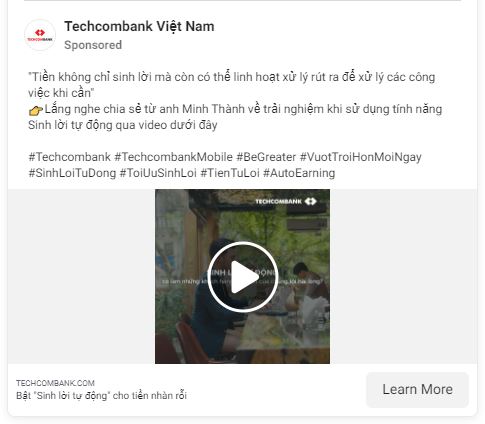 TECHCOMBANK
Techcombank Việt Nam
Sponsored
"Tiền không chỉ sinh lời mà còn có thể linh hoạt xử lý rút ra để xử lý các công
việc khi cần"
👉Lắng nghe chia sẻ từ anh Minh Thành về trải nghiệm khi sử dụng tính năng
Sinh lời tự động qua video dưới đây
#Techcombank #TechcombankMobile #BeGreater #VuotTroiHonMoiNgay
#SinhLoiTuDong #ToiUuSinhLoi #TienTuLoi #AutoEarning
TECHCOMBANK
SINH LỜI TỰ ĐỘNG
hài lòng?
TECHCOMBANK.COM
Bật "Sinh lời tự động" cho tiền nhàn rỗi
Learn More